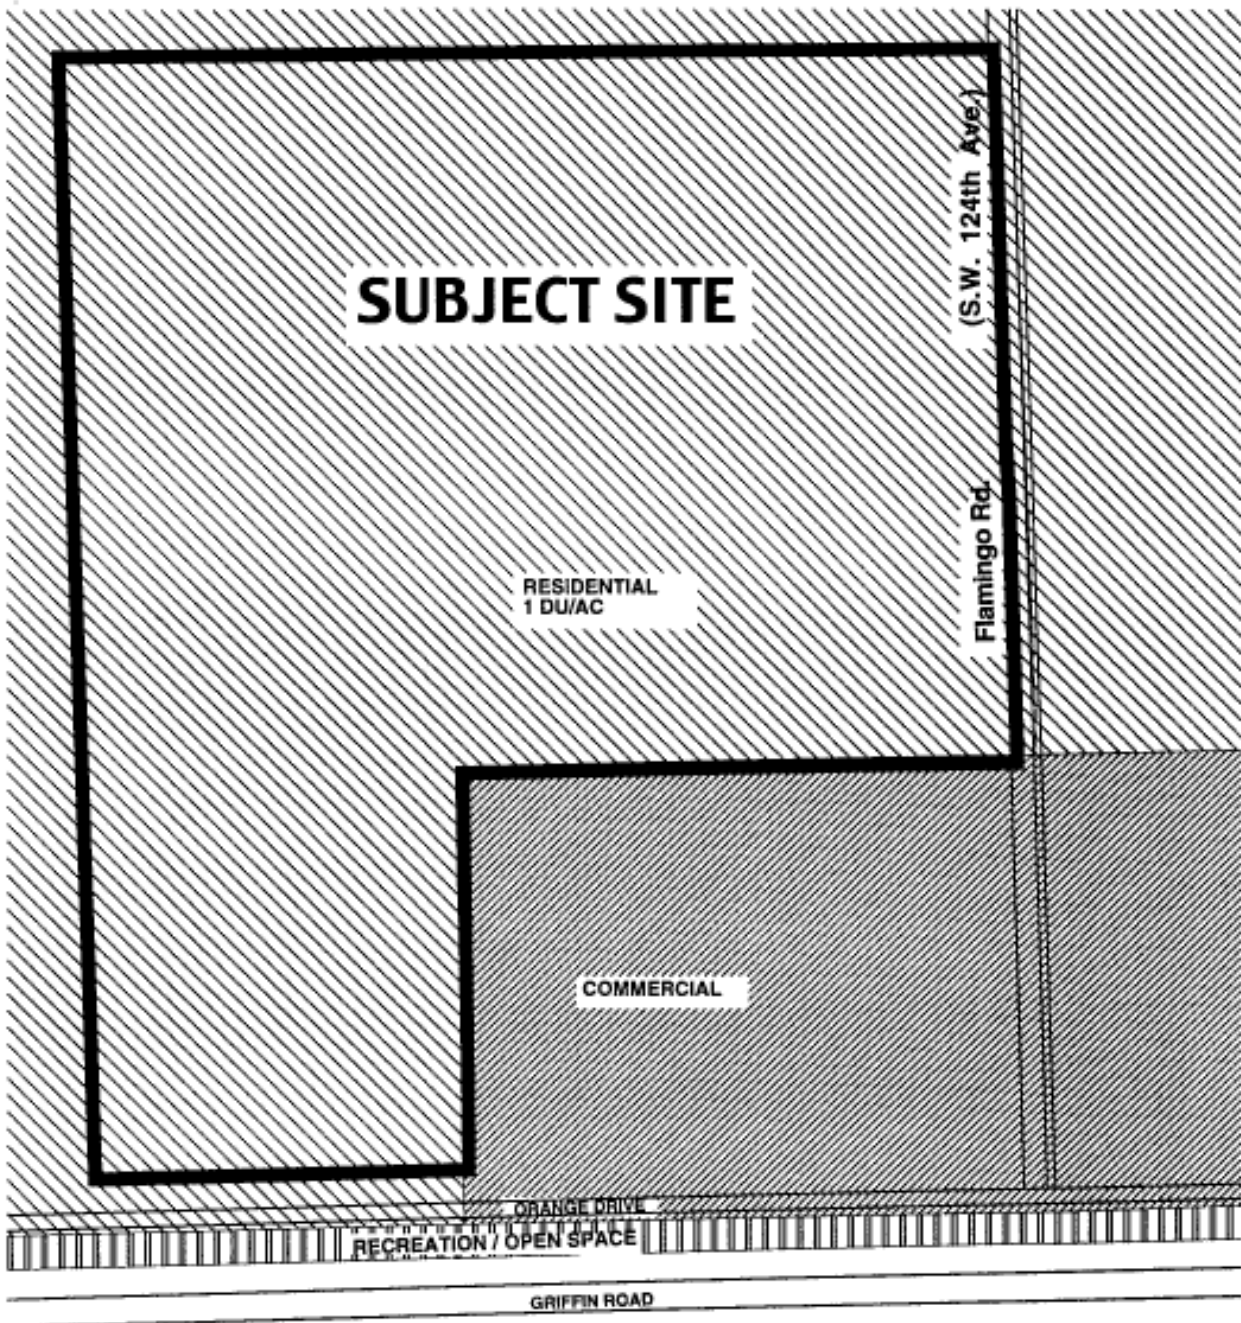 (S.W. 124th Ave.)
SUBJECT SITE
Flamingo Rd.
RESIDENTIAL
1 DU/AC
COMMERCIAL
ORANGE DRIVE
RECREATION / OPEN SPACE
GRIFFIN ROAD